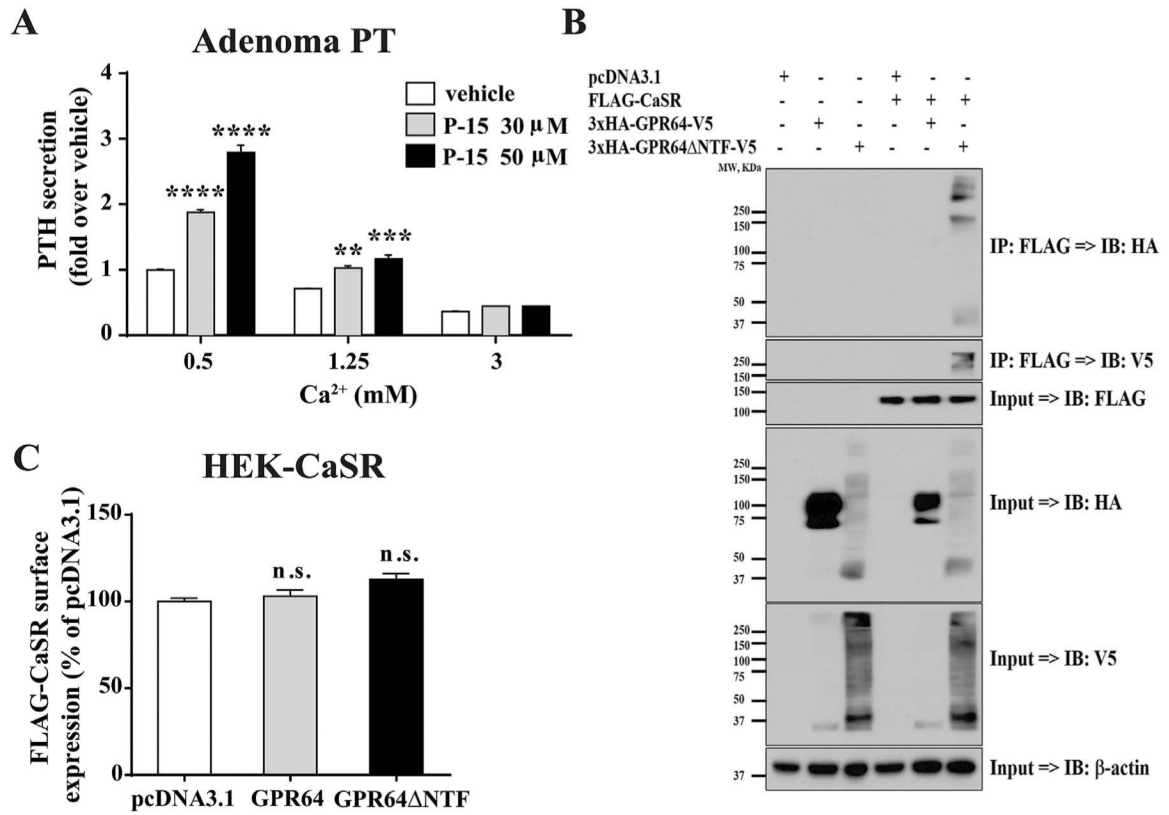 A
Adenoma PT
PTH secretion
(fold over vehicle)
4
3
2
1
0
vehicle
P-15 30 µM
P-15 50 µM
****
****
**
***
0.5 1.25 3
Ca²⁺ (mM)
B
pcDNA3.1 + - - + - -
FLAG-CaSR - - - + + +
3xHA-GPR64-V5 - + - - + -
3xHA-GPR64ΔNTF-V5 - - + - - +
MW, KDa
250
150
100
75
50
37
IP: FLAG => IB: HA
250
150
IP: FLAG => IB: V5
150
100
Input => IB: FLAG
250
150
100
75
50
37
Input => IB: HA
250
150
100
75
50
37
Input => IB: V5
37
Input => IB: β-actin
C
HEK-CaSR
FLAG-CaSR surface
expression (% of pcDNA3.1)
150
100
50
0
n.s.
n.s.
pcDNA3.1 GPR64 GPR64ΔNTF